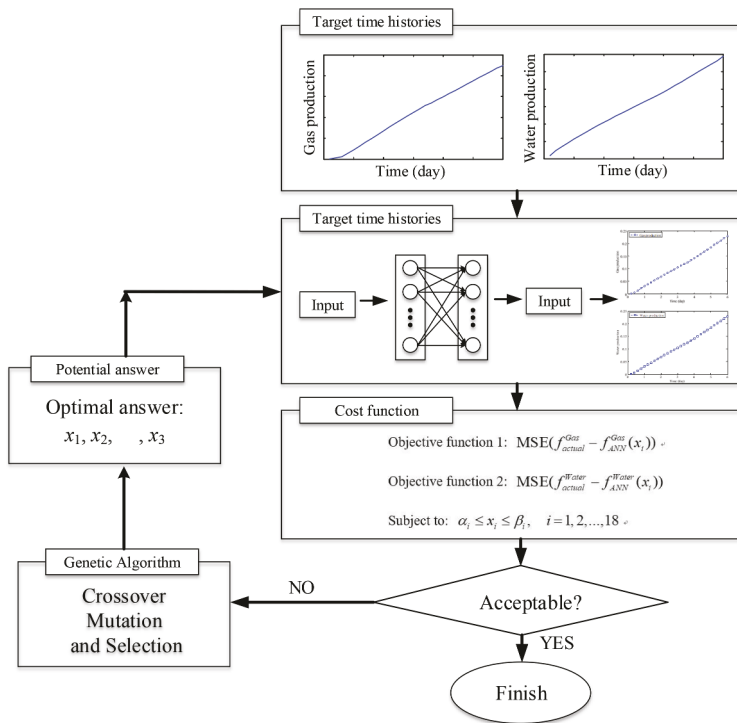 Target time histories
Gas production
Time (day)
Water production
Time (day)
Target time histories
Input
Input
Potential answer
Optimal answer:
x₁, x₂, , x₃
Cost function
Objective function 1: MSE(f_actual^Gas − f_ANN^Gas(x_i))
Objective function 2: MSE(f_actual^Water − f_ANN^Water(x_i))
Subject to: α_i ≤ x_i ≤ β_i, i = 1, 2, ..., 18
Genetic Algorithm
Crossover
Mutation
and Selection
NO
Acceptable?
YES
Finish